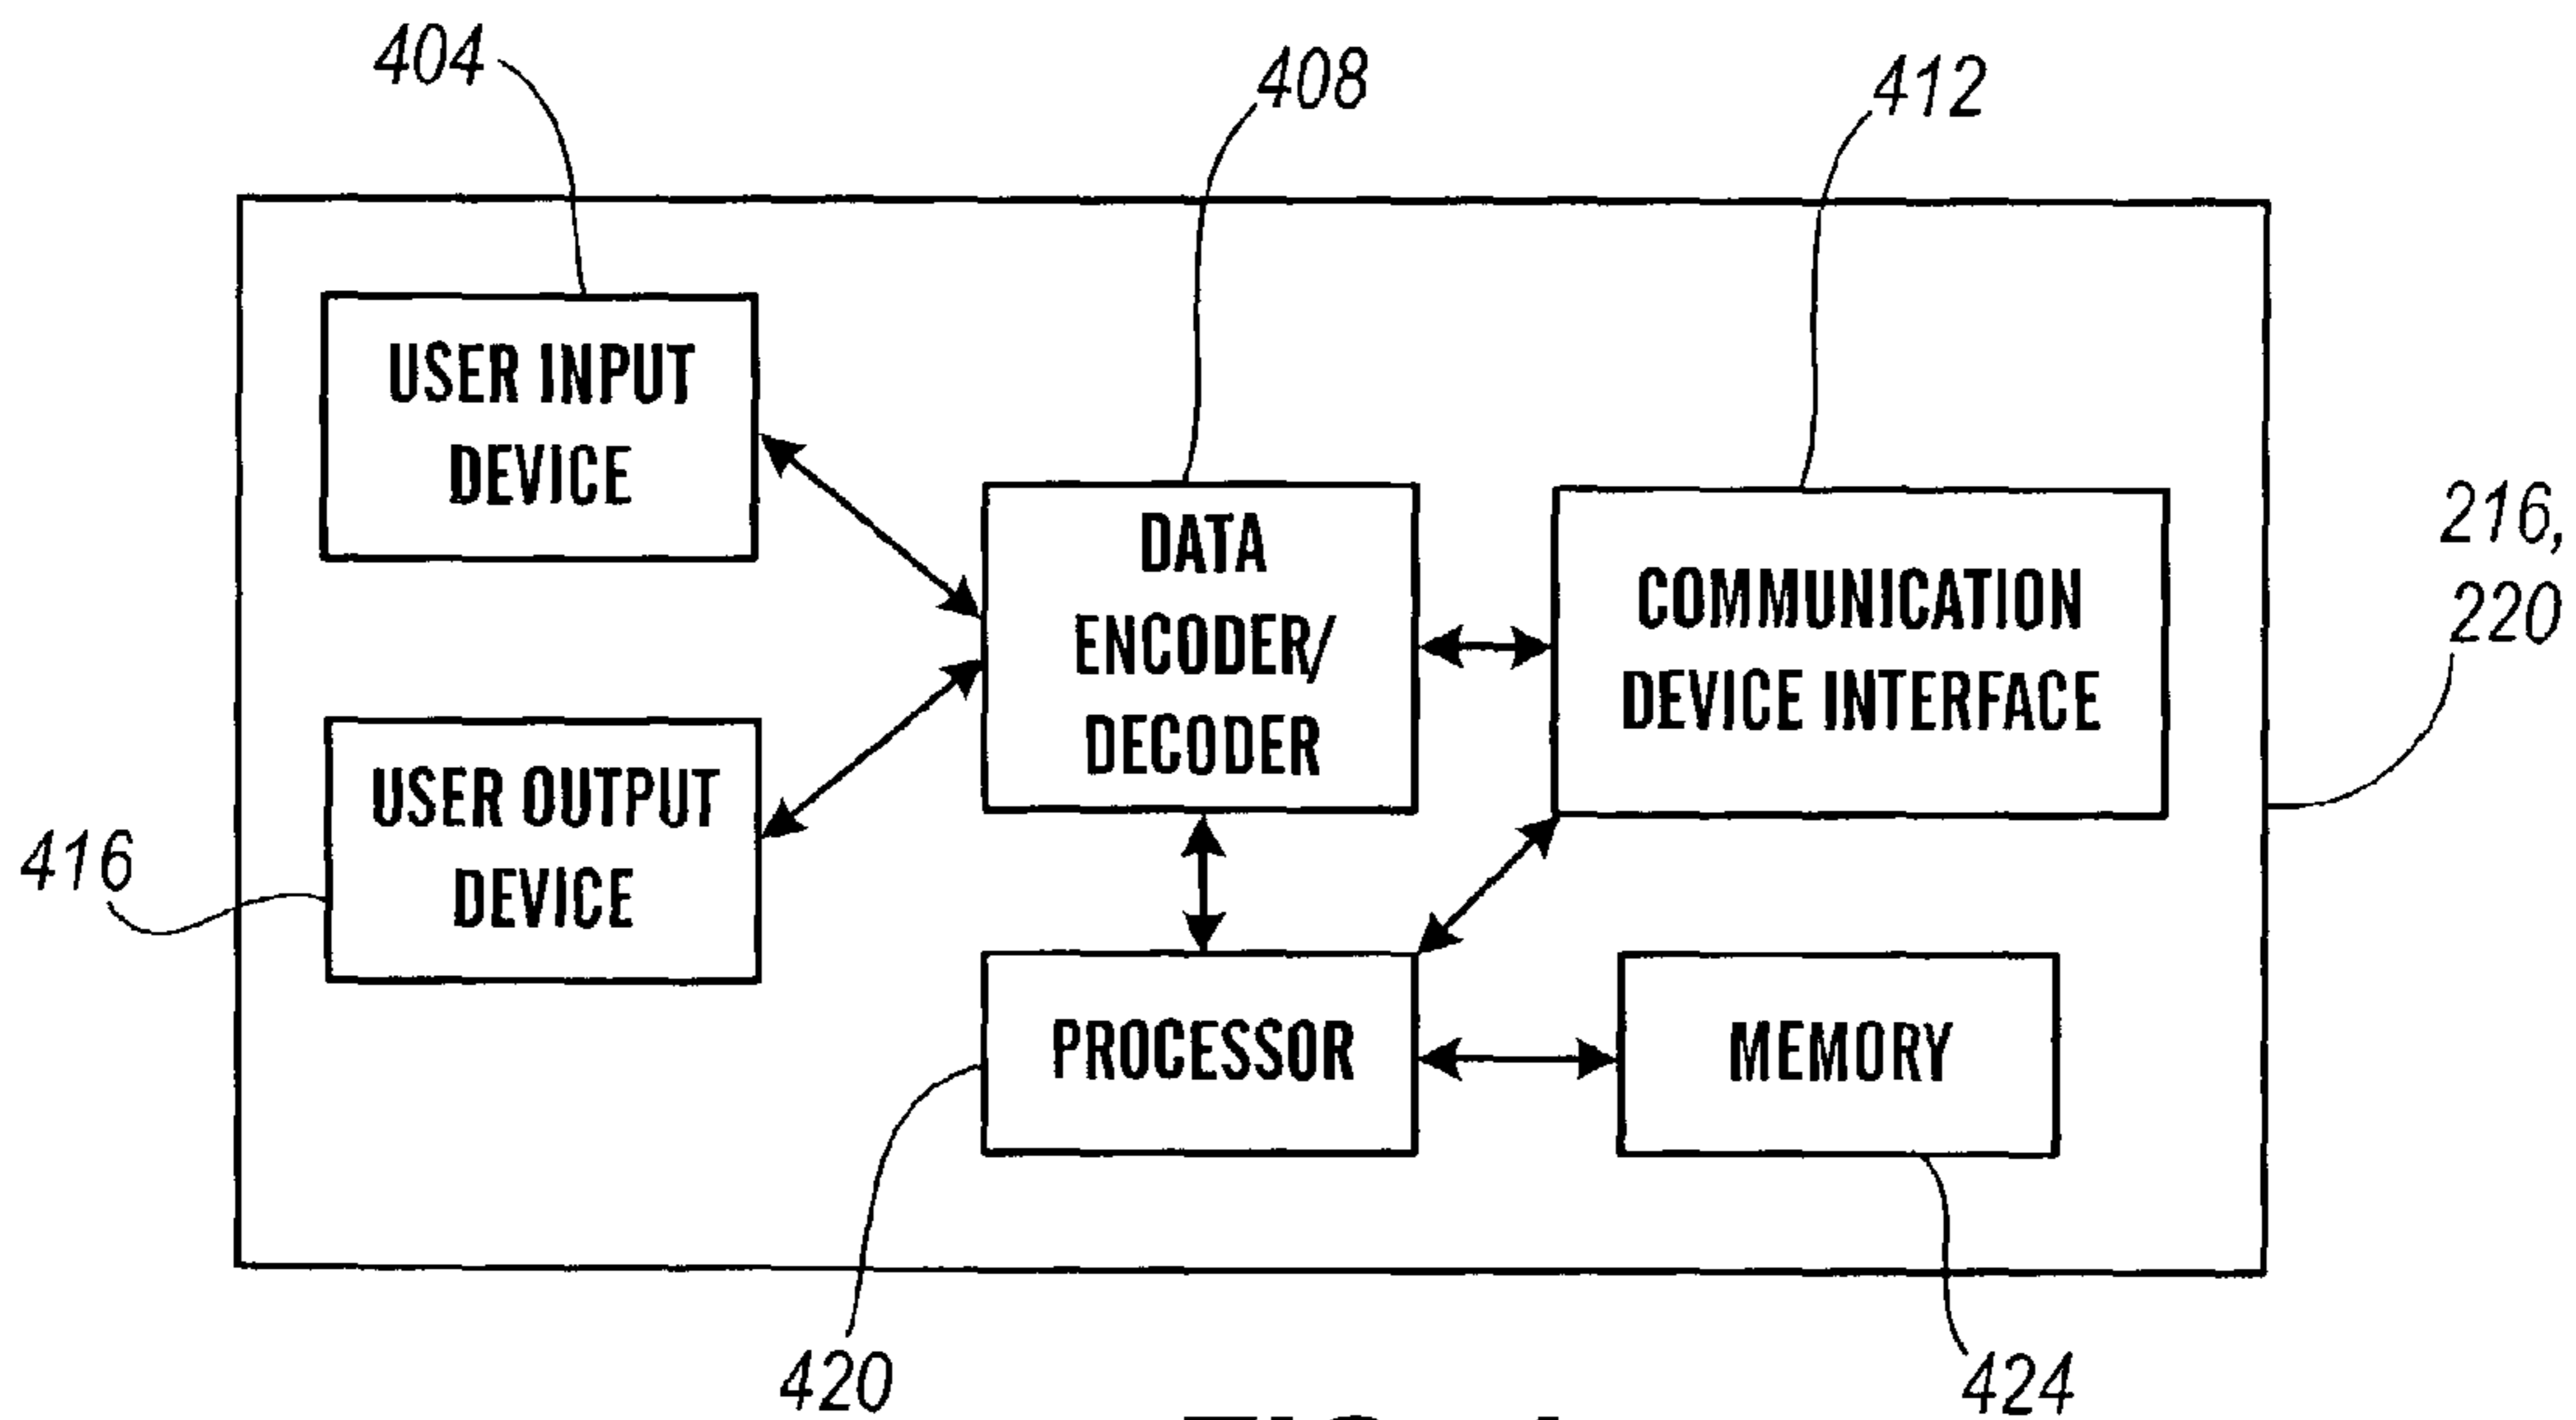 404
408
412
USER INPUT
DEVICE
DATA
ENCODER/
DECODER
COMMUNICATION
DEVICE INTERFACE
216,
220
USER OUTPUT
DEVICE
416
PROCESSOR
MEMORY
420
424